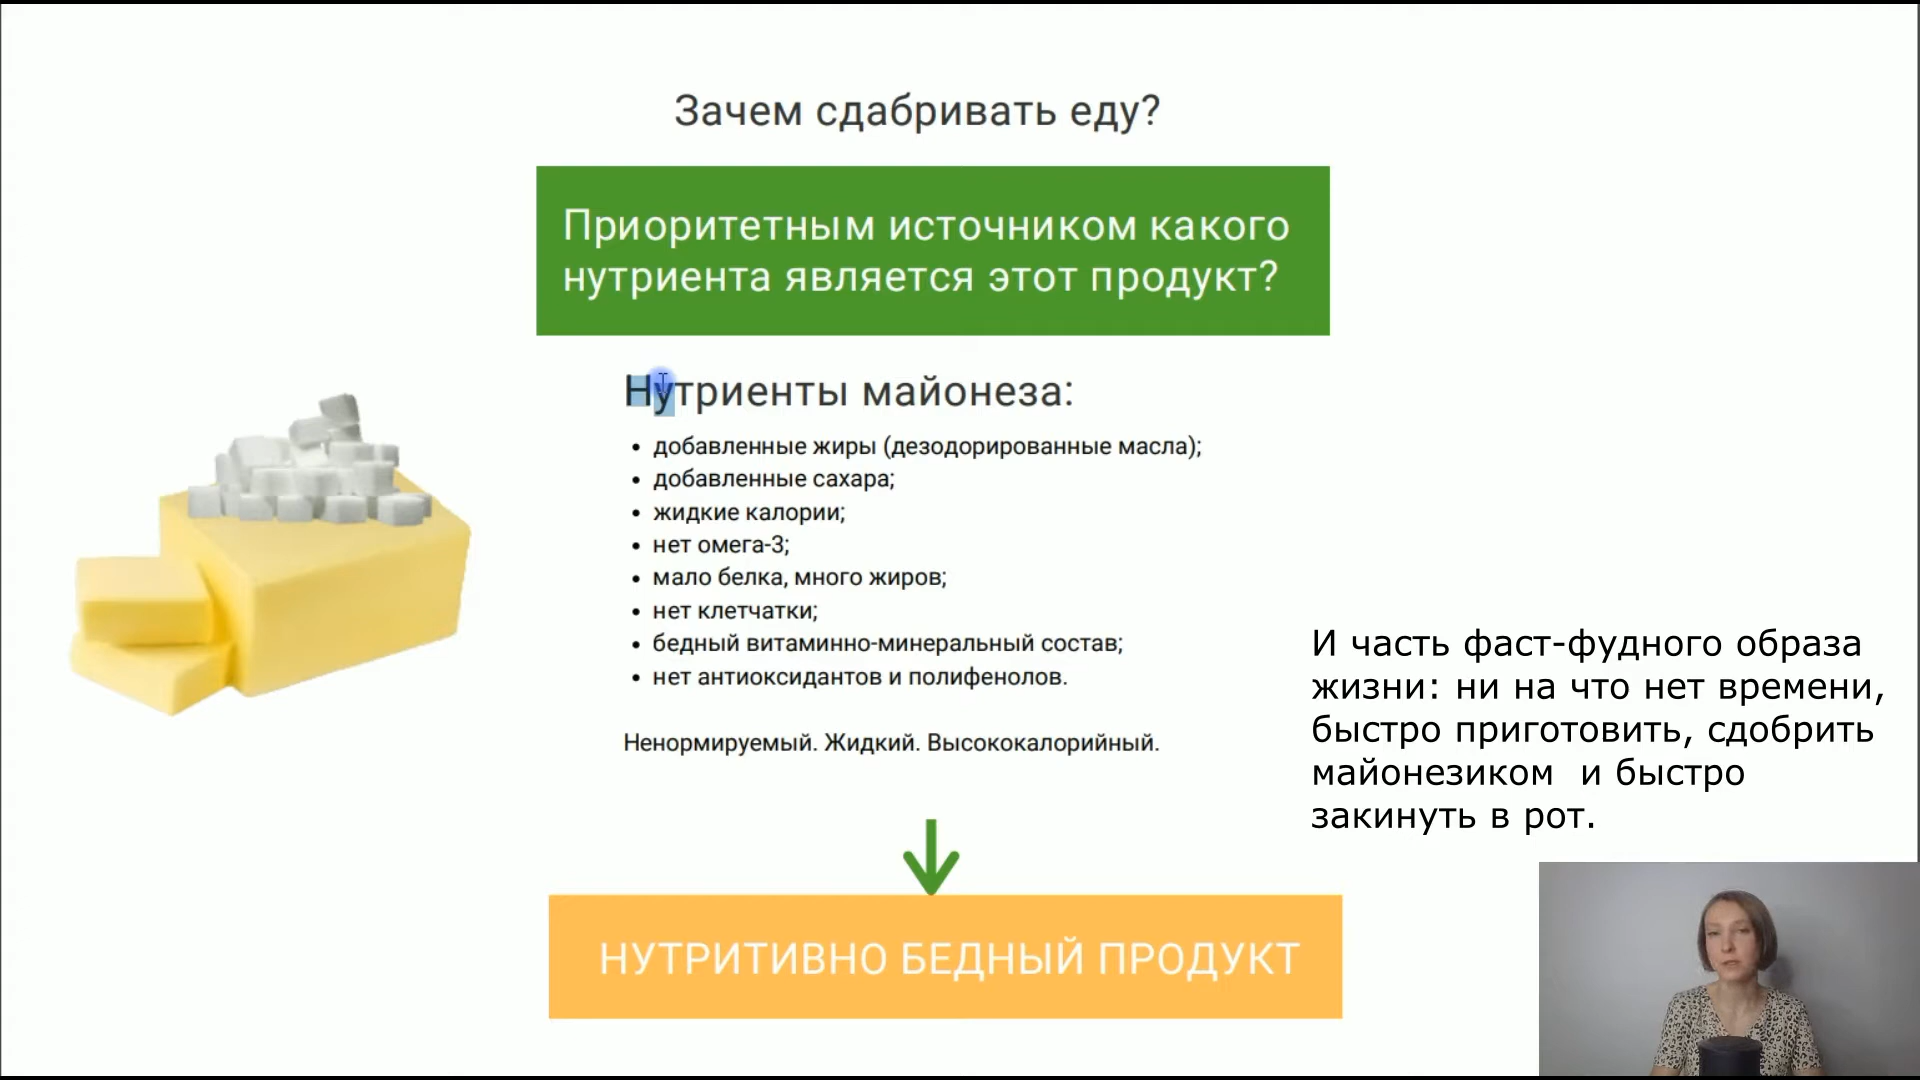 Зачем сдабривать еду?
Приоритетным источником какого
нутриента является этот продукт?
Нутриенты майонеза:
• добавленные жиры (дезодорированные масла);
• добавленные сахара;
• жидкие калории;
• нет омега-3;
• мало белка, много жиров;
• нет клетчатки;
• бедный витаминно-минеральный состав;
• нет антиоксидантов и полифенолов.
Ненормируемый. Жидкий. Высококалорийный.
И часть фаст-фудного образа
жизни: ни на что нет времени,
быстро приготовить, сдобрить
майонезиком  и быстро
закинуть в рот.
НУТРИТИВНО БЕДНЫЙ ПРОДУКТ